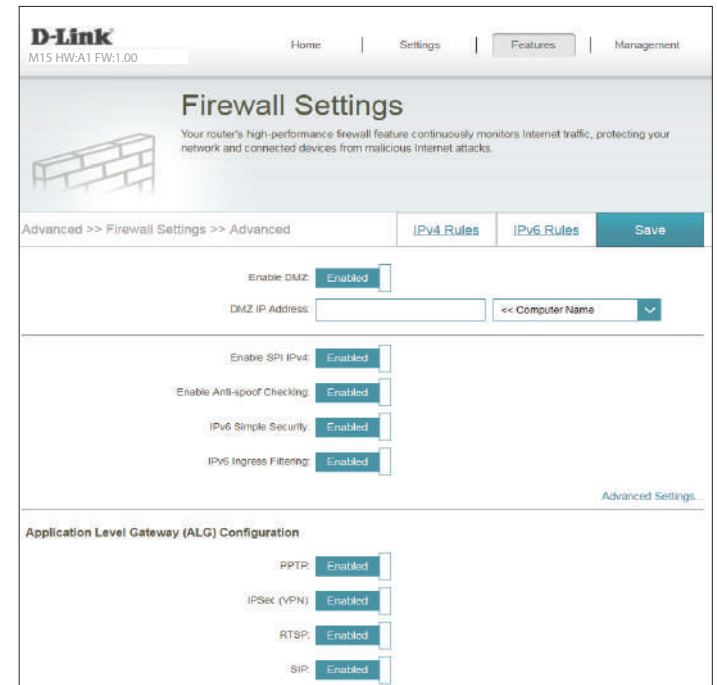 D-Link
M15 HW:A1 FW:1.00
Home | Settings | Features | Management
Firewall Settings
Your router's high-performance firewall feature continuously monitors Internet traffic, protecting your
network and connected devices from malicious Internet attacks.
Advanced >> Firewall Settings >> Advanced IPv4 Rules IPv6 Rules Save
Enable DMZ: Enabled
DMZ IP Address: << Computer Name
Enable SPI IPv4: Enabled
Enable Anti-spoof Checking: Enabled
IPv6 Simple Security: Enabled
IPv6 Ingress Filtering: Enabled
Advanced Settings...
Application Level Gateway (ALG) Configuration
PPTP: Enabled
IPSec (VPN): Enabled
RTSP: Enabled
SIP: Enabled